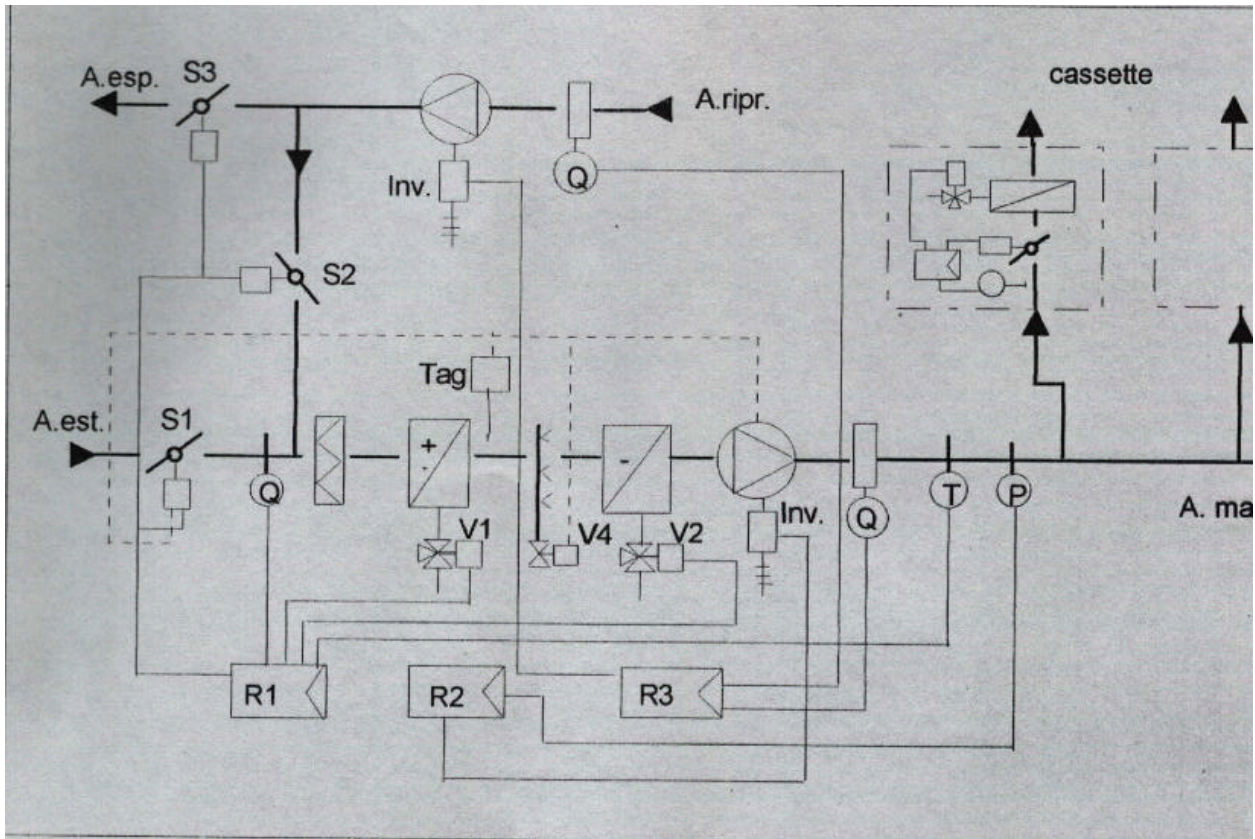 A.esp.
S3
A.ripr.
cassette
Inv.
Q
S2
Tag
A.est.
S1
+
-
-
Q
V1
V4
V2
Inv.
Q
T
P
A. ma
R1
R2
R3